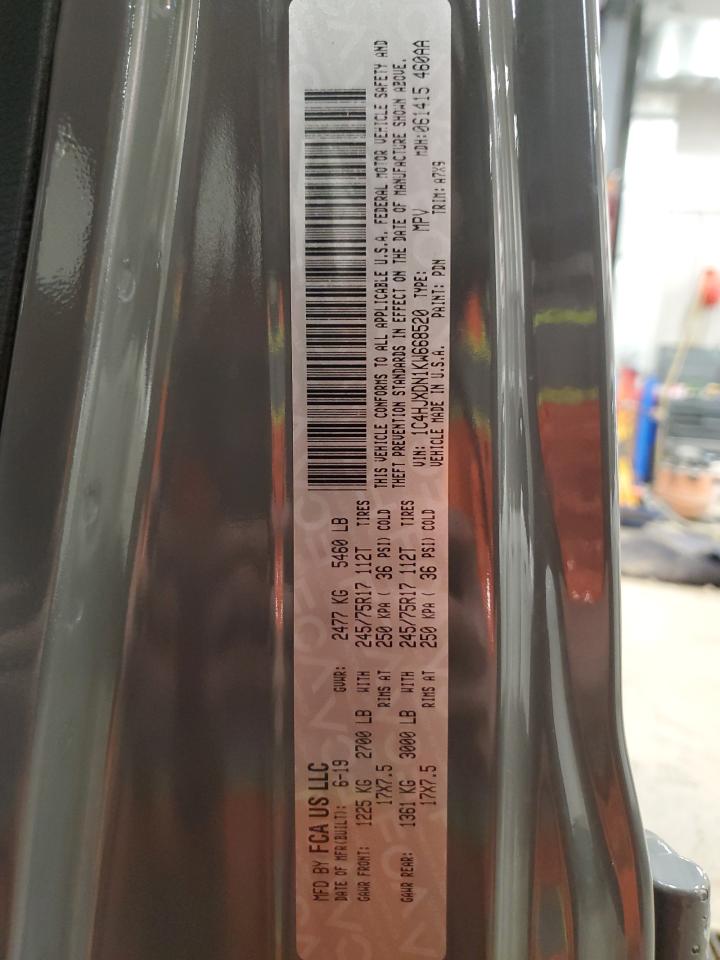 MFD BY FCA US LLC
DATE OF MFR(BUILT): 6-19 GVWR: 2477 KG 5460 LB
GAWR FRONT: 1225 KG 2700 LB WITH 245/75R17 112T TIRES
17X7.5 RIMS AT 250 KPA ( 36 PSI) COLD
GAWR REAR: 1361 KG 3000 LB WITH 245/75R17 112T TIRES
17X7.5 RIMS AT 250 KPA ( 36 PSI) COLD
THIS VEHICLE CONFORMS TO ALL APPLICABLE U.S.A. FEDERAL MOTOR VEHICLE SAFETY AND
THEFT PREVENTION STANDARDS IN EFFECT ON THE DATE OF MANUFACTURE SHOWN ABOVE.
VIN: 1C4HJXDN1KW668520 TYPE: MPV MDH:061415 460AA
VEHICLE MADE IN U.S.A. PAINT: PDN TRIM: A7X9